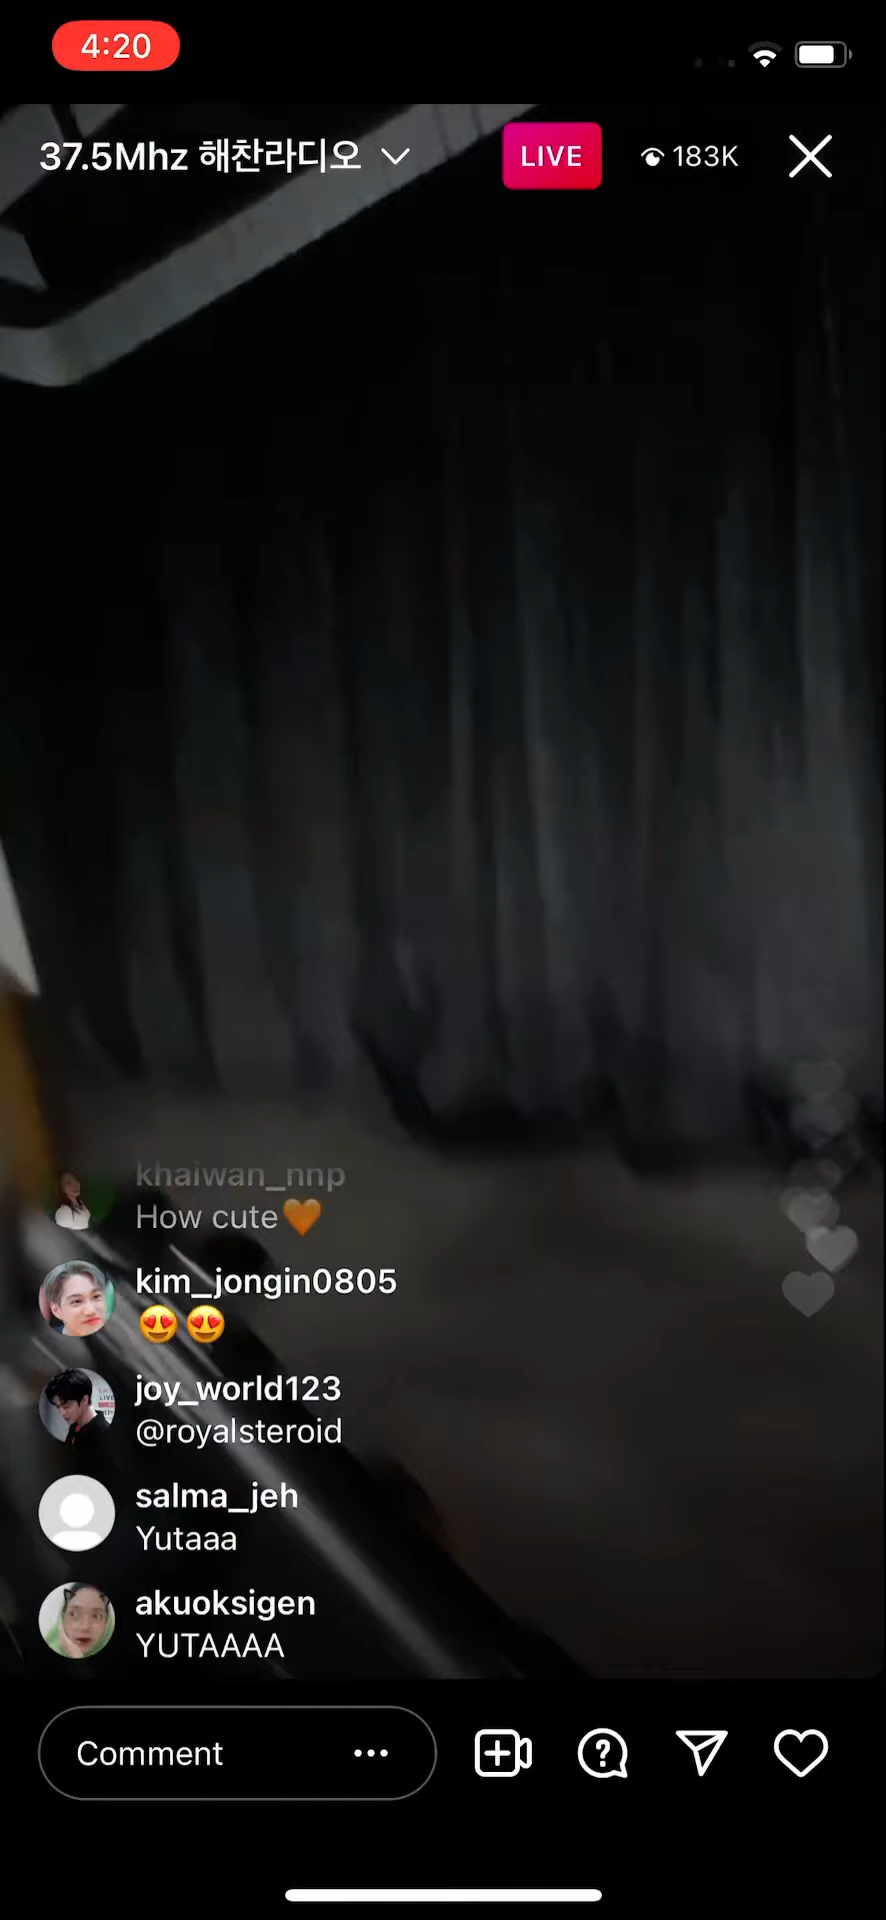 4:20
37.5Mhz 해찬라디오
LIVE
183K
khaiwan_nnp
How cute🧡
kim_jongin0805
😍😍
joy_world123
@royalsteroid
salma_jeh
Yutaaa
akuoksigen
YUTAAAA
Comment